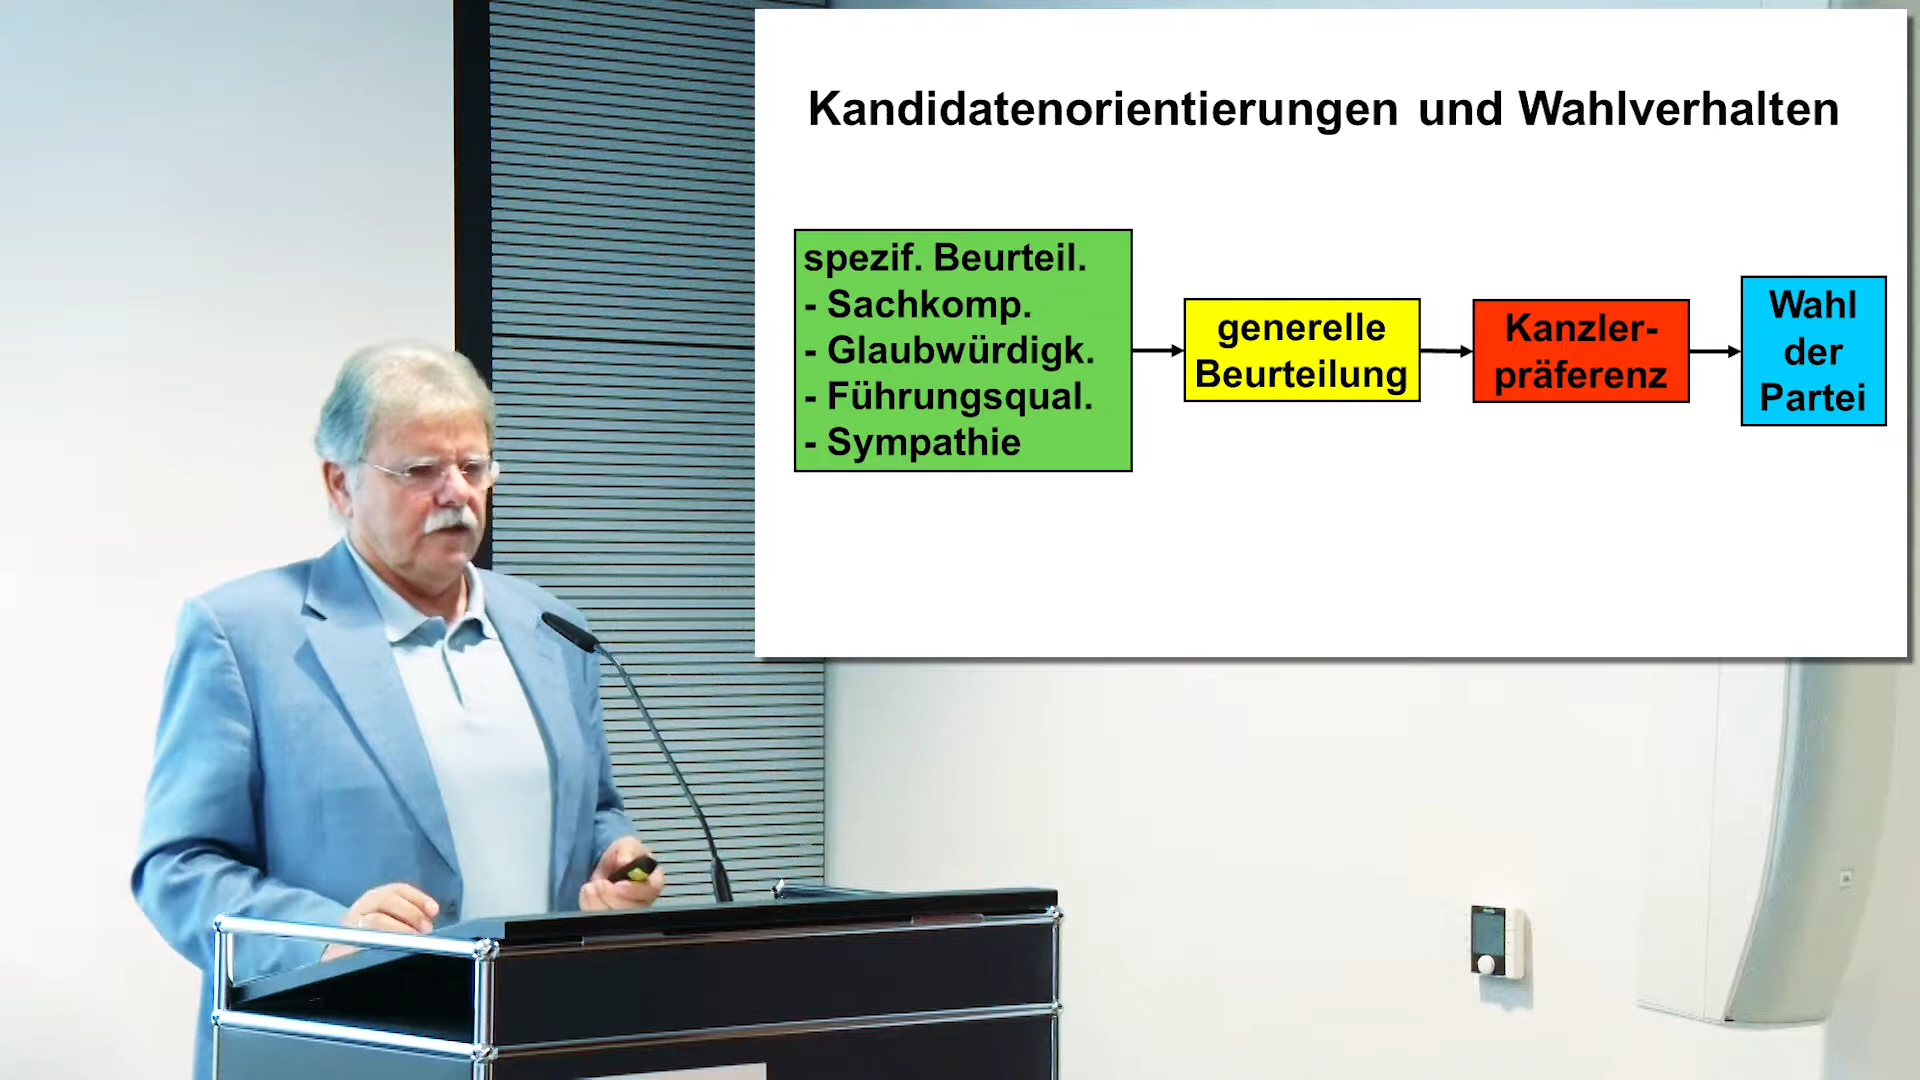 Kandidatenorientierungen und Wahlverhalten
spezif. Beurteil.
- Sachkomp.
- Glaubwürdigk.
- Führungsqual.
- Sympathie
generelle
Beurteilung
Kanzler-
präferenz
Wahl
der
Partei